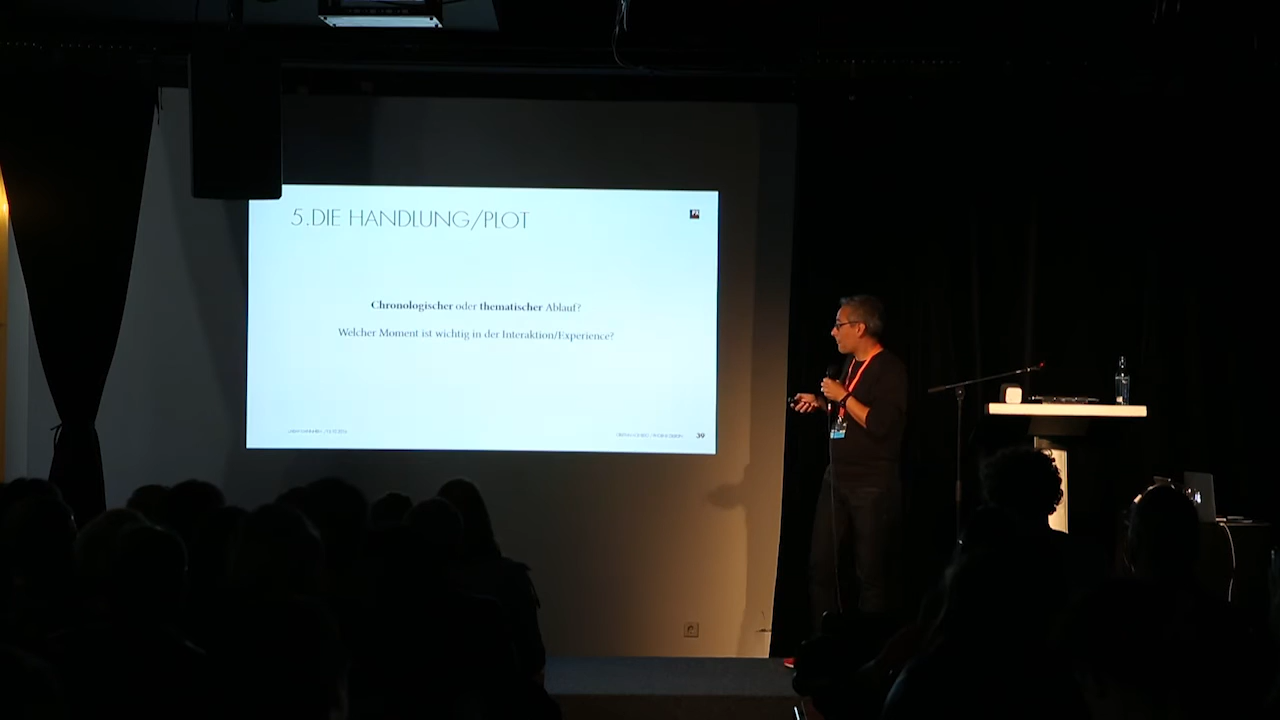 5.DIE HANDLUNG/PLOT
Chronologischer oder thematischer Ablauf?
Welcher Moment ist wichtig in der Interaktion/Experience?
39